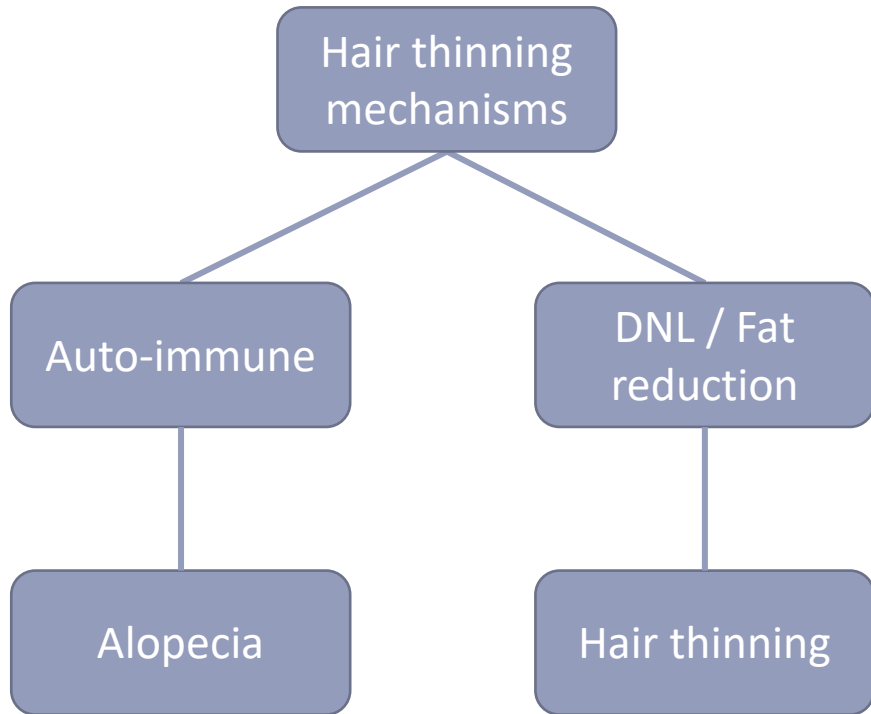 Hair thinning
mechanisms
Auto-immune
DNL / Fat
reduction
Alopecia
Hair thinning